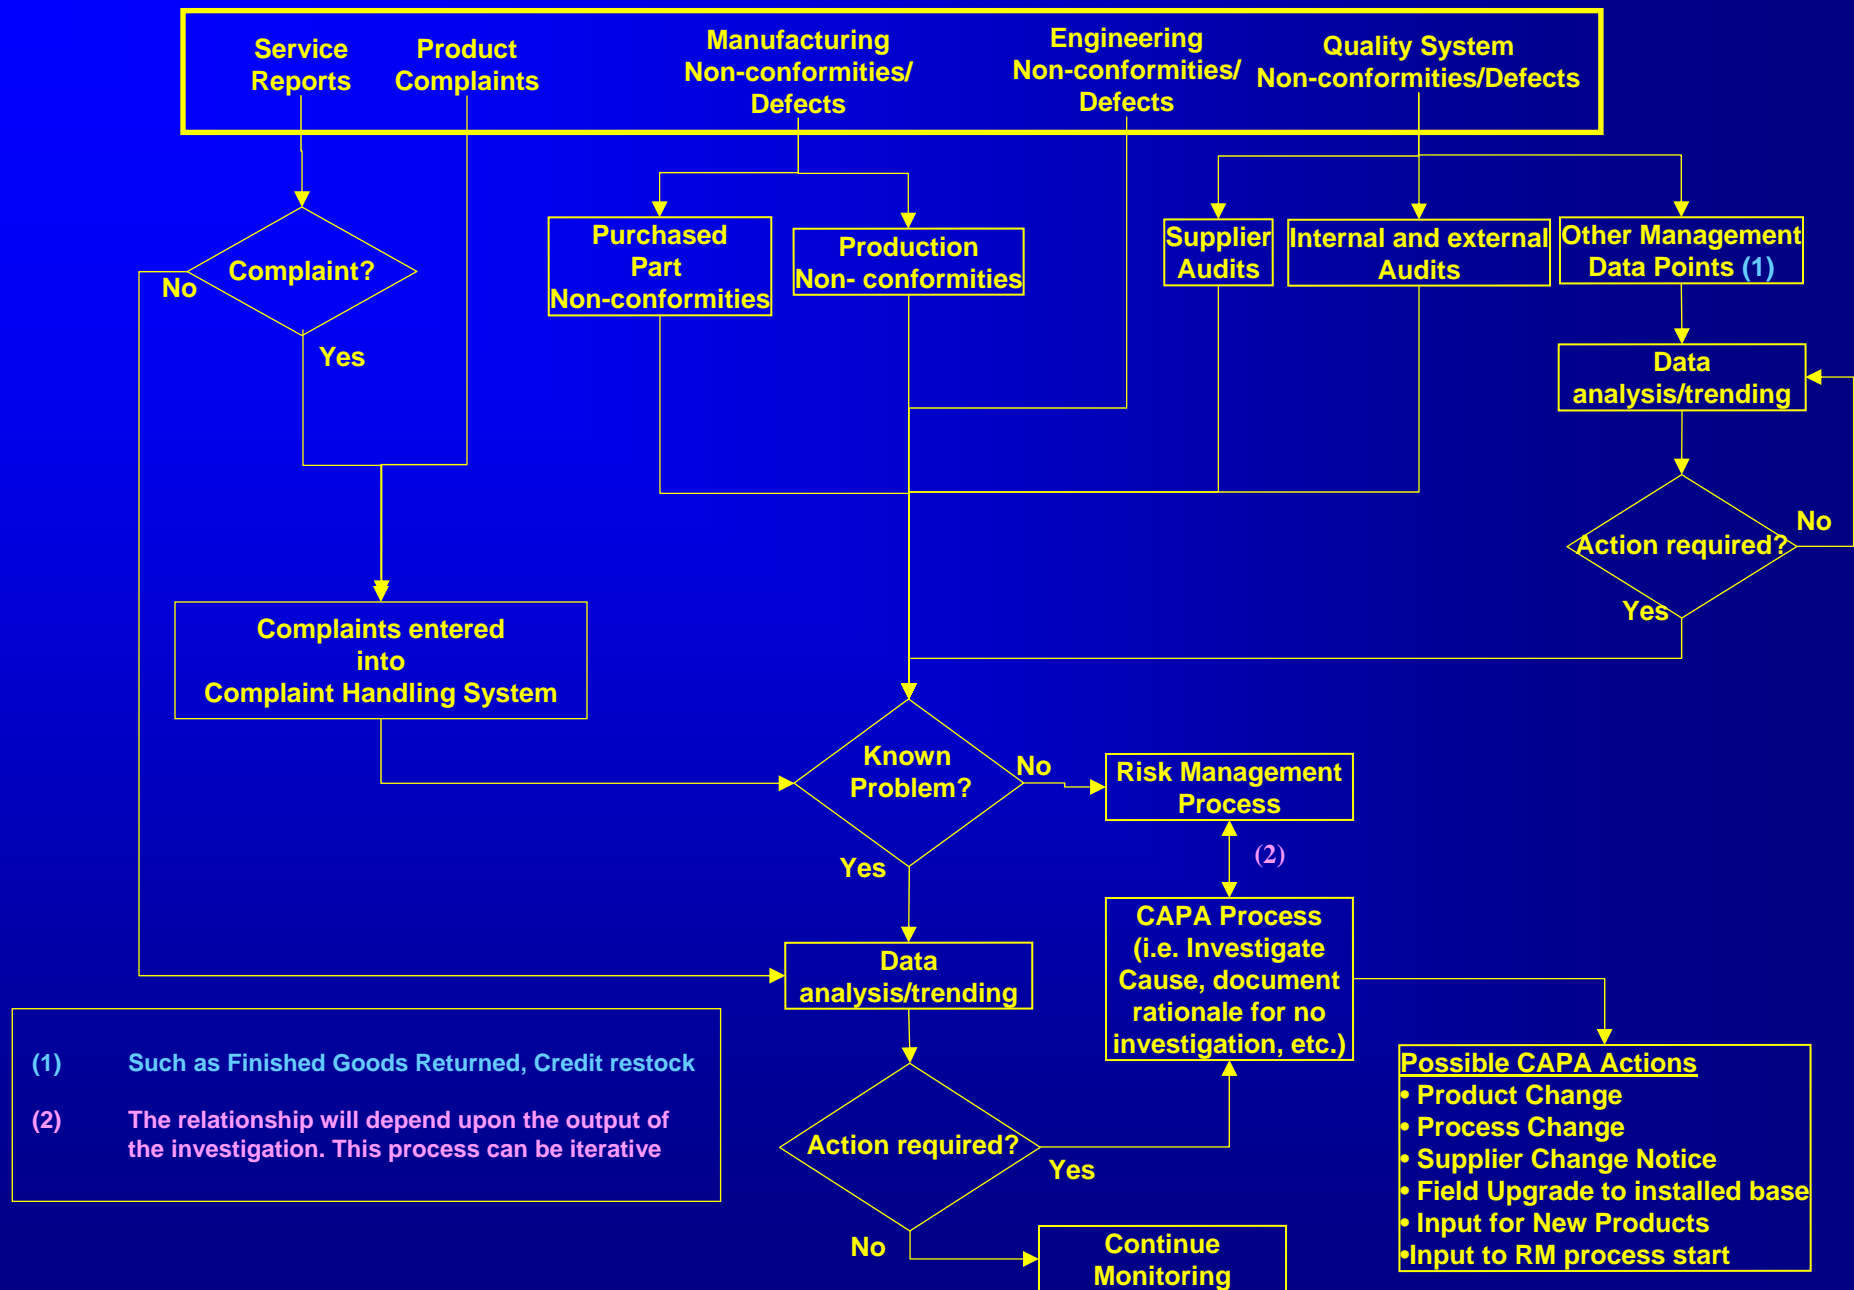 Service
Reports
Product
Complaints
Manufacturing
Non-conformities/
Defects
Engineering
Non-conformities/
Defects
Quality System
Non-conformities/Defects
Complaint?
No
Yes
Purchased
Part
Non-conformities
Production
Non- conformities
Supplier
Audits
Internal and external
Audits
Other Management
Data Points (1)
Data
analysis/trending
Action required?
No
Yes
Complaints entered
into
Complaint Handling System
Known
Problem?
No
Yes
Risk Management
Process
(2)
CAPA Process
(i.e. Investigate
Cause, document
rationale for no
investigation, etc.)
Data
analysis/trending
Action required?
Yes
No
Continue
Monitoring
Possible CAPA Actions
• Product Change
• Process Change
• Supplier Change Notice
• Field Upgrade to installed base
• Input for New Products
•Input to RM process start
(1) Such as Finished Goods Returned, Credit restock
(2) The relationship will depend upon the output of
the investigation. This process can be iterative